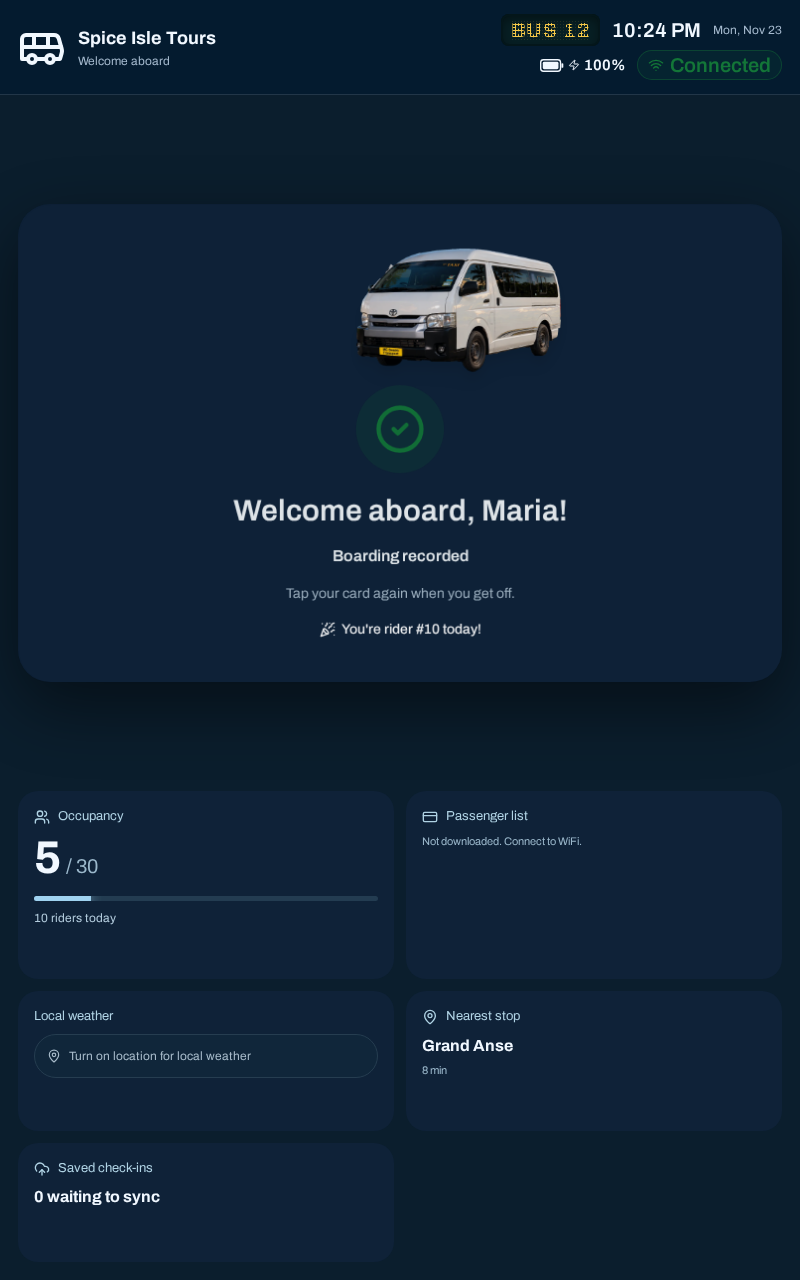 Spice Isle Tours
Welcome aboard
BUS 12
10:24 PM
Mon, Nov 23
100%
Connected
Welcome aboard, Maria!
Boarding recorded
Tap your card again when you get off.
You're rider #10 today!
Occupancy
5 / 30
10 riders today
Passenger list
Not downloaded. Connect to WiFi.
Local weather
Turn on location for local weather
Nearest stop
Grand Anse
8 min
Saved check-ins
0 waiting to sync